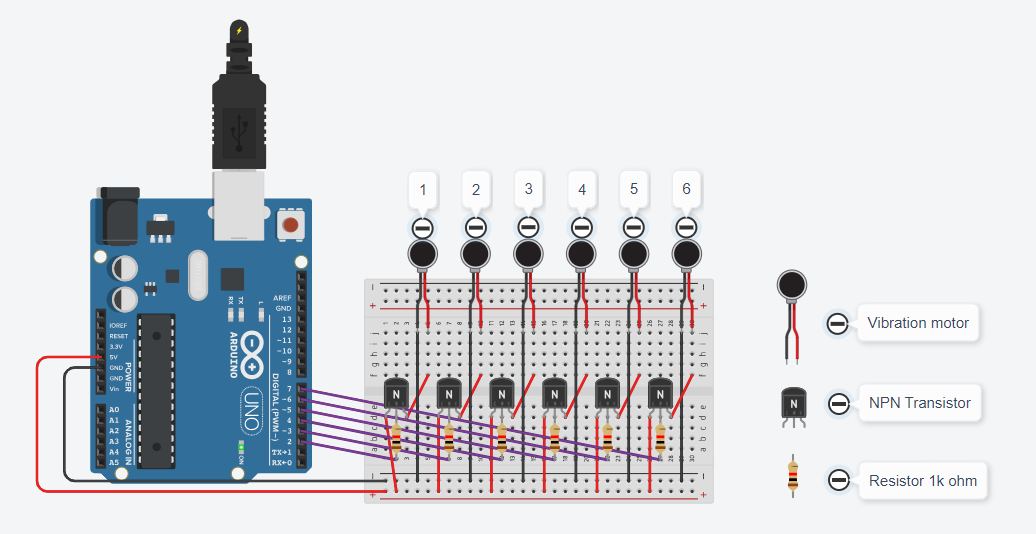 1
2
3
4
5
6
AREF
GND
13
12
~11
~10
~9
8
7
~6
~5
4
~3
2
TX→1
RX←0
DIGITAL (PWM~)
IOREF
RESET
3.3V
5V
GND
GND
Vin
POWER
A0
A1
A2
A3
A4
A5
ANALOG IN
RX
TX
L
ARDUINO
UNO
ON
N
N
N
N
N
N
Vibration motor
N
NPN Transistor
Resistor 1k ohm